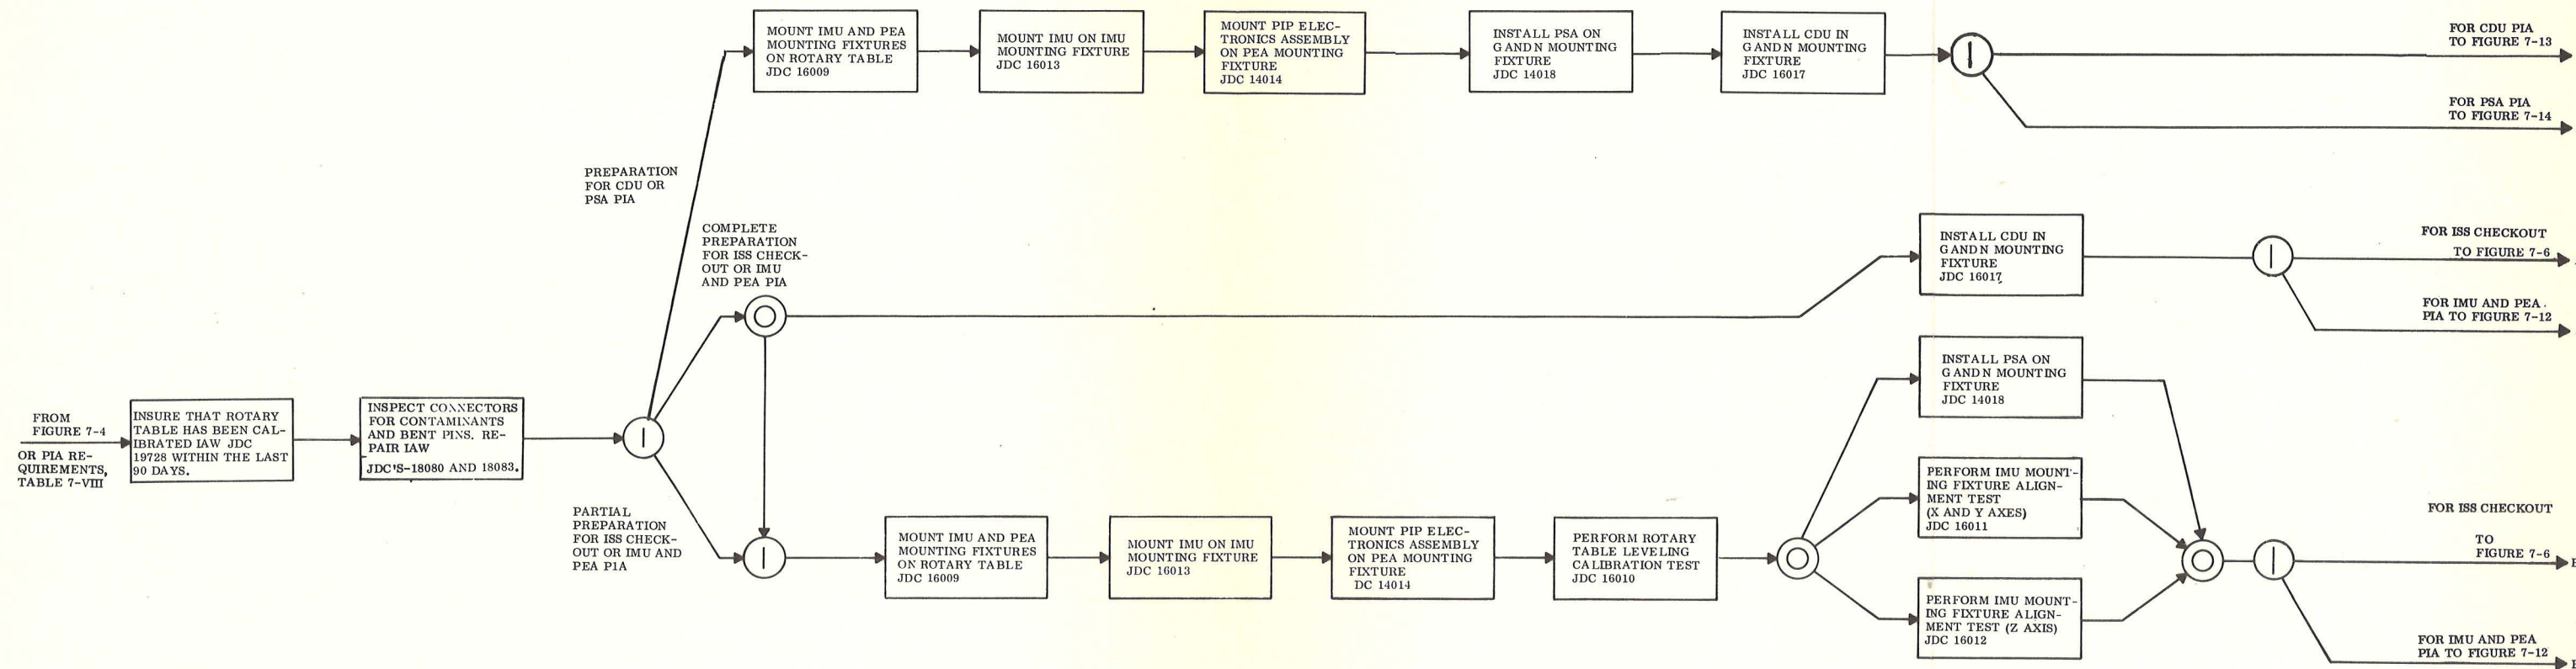 MOUNT IMU AND PEA
MOUNTING FIXTURES
ON ROTARY TABLE
JDC 16009
MOUNT IMU ON IMU
MOUNTING FIXTURE
JDC 16013
MOUNT PIP ELEC-
TRONICS ASSEMBLY
ON PEA MOUNTING
FIXTURE
JDC 14014
INSTALL PSA ON
G AND N MOUNTING
FIXTURE
JDC 14018
INSTALL CDU IN
G AND N MOUNTING
FIXTURE
JDC 16017
FOR CDU PIA
TO FIGURE 7-13
FOR PSA PIA
TO FIGURE 7-14
PREPARATION
FOR CDU OR
PSA PIA
COMPLETE
PREPARATION
FOR ISS CHECK-
OUT OR IMU
AND PEA PIA
INSTALL CDU IN
G AND N MOUNTING
FIXTURE
JDC 16017
FOR ISS CHECKOUT
TO FIGURE 7-6
FOR IMU AND PEA
PIA TO FIGURE 7-12
FROM
FIGURE 7-4
OR PIA RE-
QUIREMENTS,
TABLE 7-VIII
INSURE THAT ROTARY
TABLE HAS BEEN CAL-
IBRATED IAW JDC
19728 WITHIN THE LAST
90 DAYS.
INSPECT CONNECTORS
FOR CONTAMINANTS
AND BENT PINS. RE-
PAIR IAW
JDC'S-18080 AND 18083.
INSTALL PSA ON
G AND N MOUNTING
FIXTURE
JDC 14018
PARTIAL
PREPARATION
FOR ISS CHECK-
OUT OR IMU AND
PEA PIA
MOUNT IMU AND PEA
MOUNTING FIXTURES
ON ROTARY TABLE
JDC 16009
MOUNT IMU ON IMU
MOUNTING FIXTURE
JDC 16013
MOUNT PIP ELEC-
TRONICS ASSEMBLY
ON PEA MOUNTING
FIXTURE
DC 14014
PERFORM ROTARY
TABLE LEVELING
CALIBRATION TEST
JDC 16010
PERFORM IMU MOUNT-
ING FIXTURE ALIGN-
MENT TEST
(X AND Y AXES)
JDC 16011
PERFORM IMU MOUNT-
ING FIXTURE ALIGN-
MENT TEST (Z AXIS)
JDC 16012
FOR ISS CHECKOUT
TO
FIGURE 7-6
FOR IMU AND PEA
PIA TO FIGURE 7-12